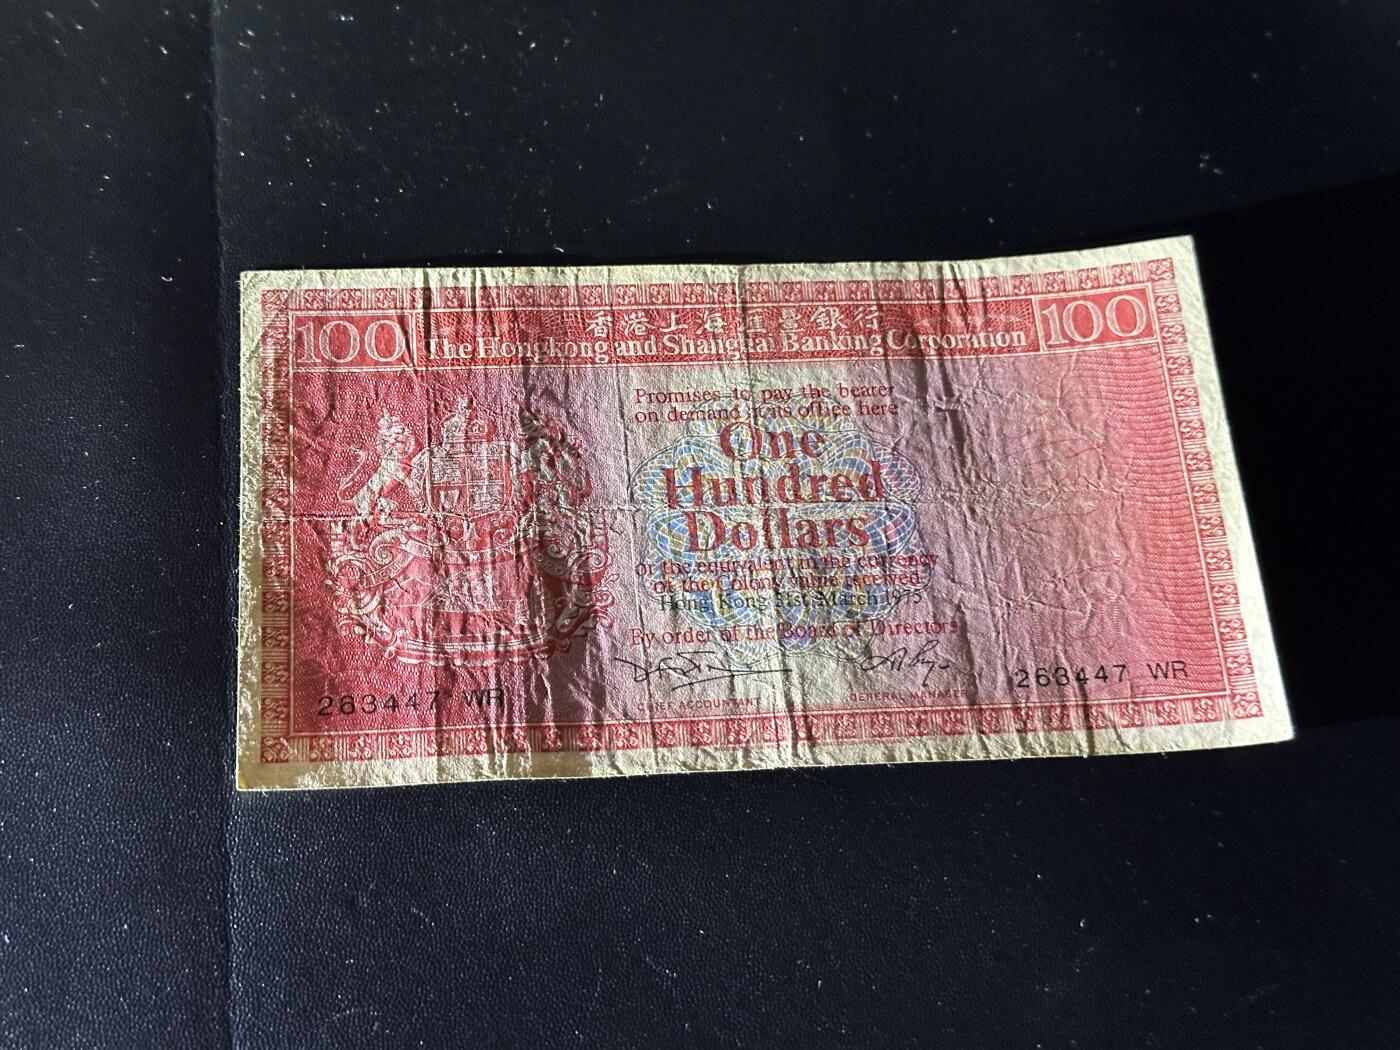 100
香港上海滙豐銀行
The Hongkong and Shanghai Banking Corporation
100
Promises to pay the bearer
on demand at its office here
One
Hundred
Dollars
or the equivalent in the currency
of the Colony value received
Hong Kong 31st March 1975
By order of the Board of Directors
CHIEF ACCOUNTANT
GENERAL MANAGER
263447 WR
263447 WR